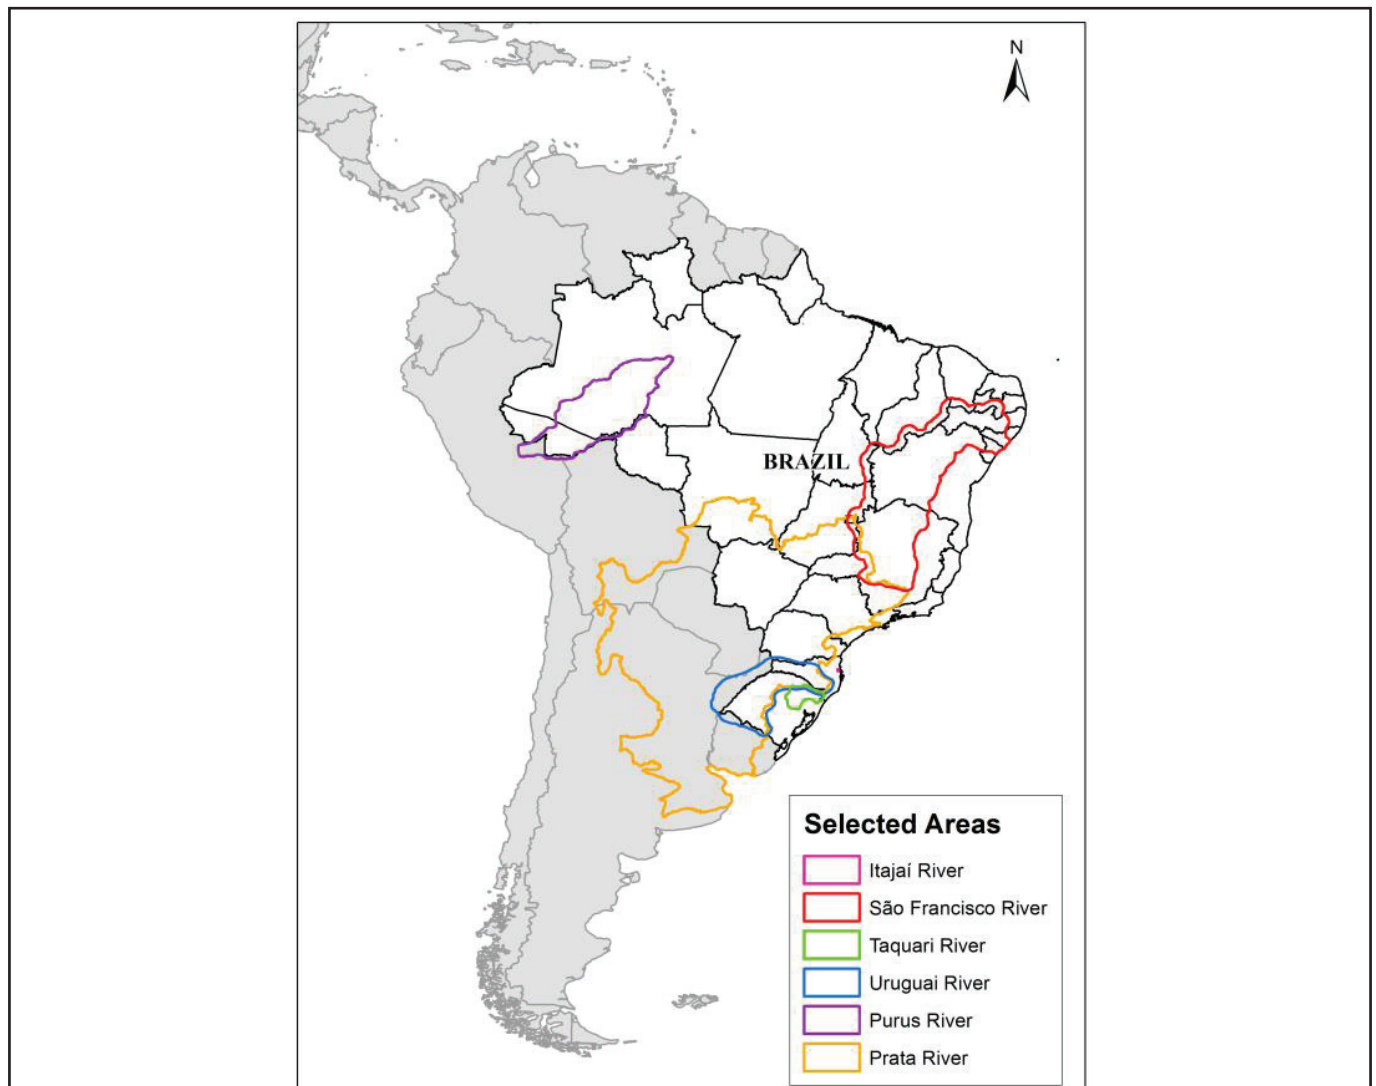 N
BRAZIL
Selected Areas
Itajaí River
São Francisco River
Taquari River
Uruguai River
Purus River
Prata River